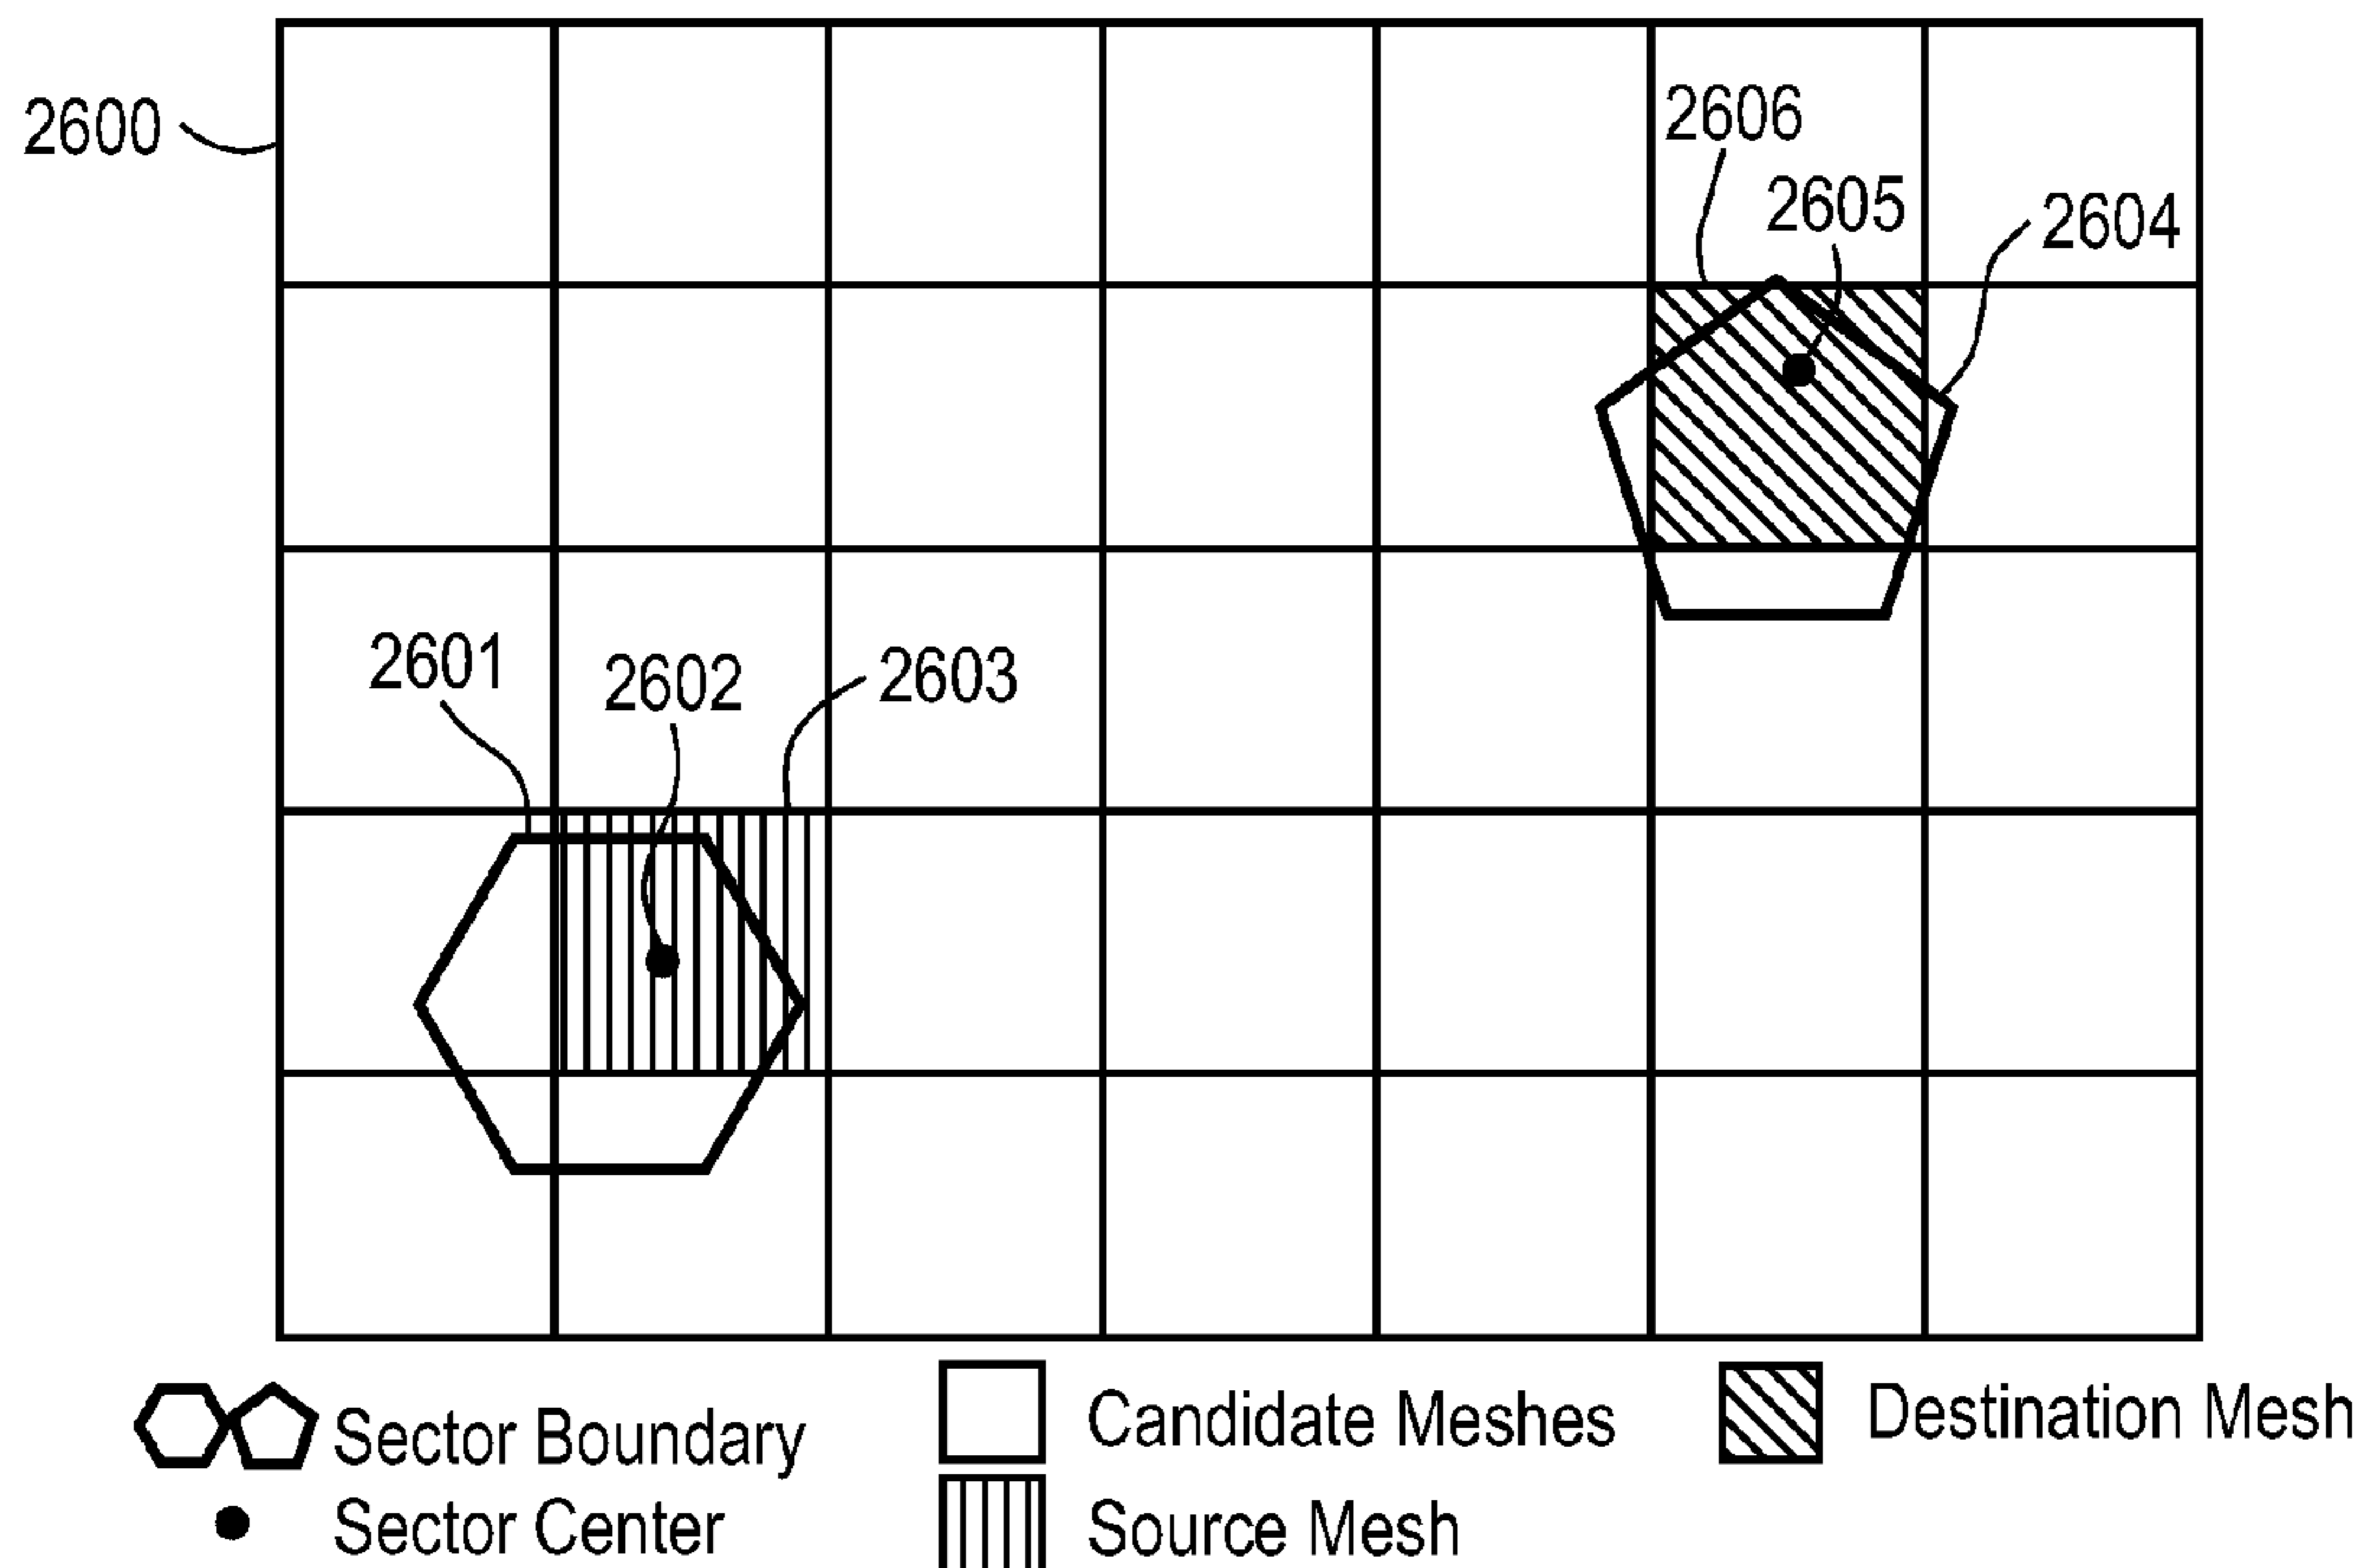 2600
2606
2605
2604
2601
2602
2603
Sector Boundary
Candidate Meshes
Destination Mesh
Sector Center
Source Mesh